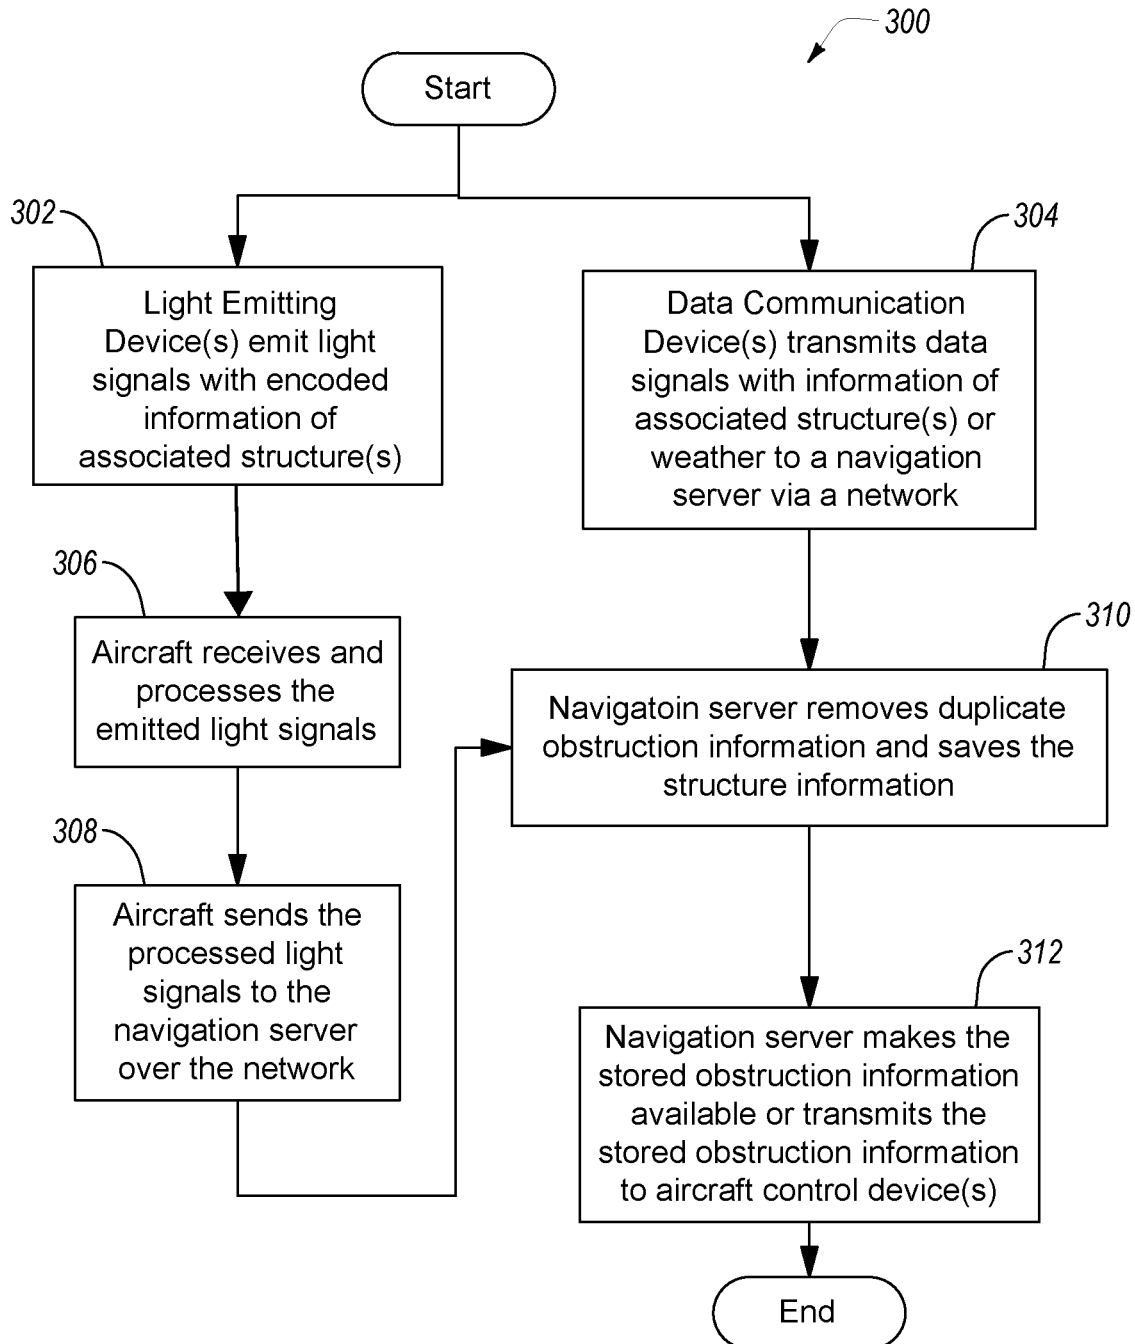 300
Start
302
Light Emitting
Device(s) emit light
signals with encoded
information of
associated structure(s)
304
Data Communication
Device(s) transmits data
signals with information of
associated structure(s) or
weather to a navigation
server via a network
306
Aircraft receives and
processes the
emitted light signals
308
Aircraft sends the
processed light
signals to the
navigation server
over the network
310
Navigatoin server removes duplicate
obstruction information and saves the
structure information
312
Navigation server makes the
stored obstruction information
available or transmits the
stored obstruction information
to aircraft control device(s)
End